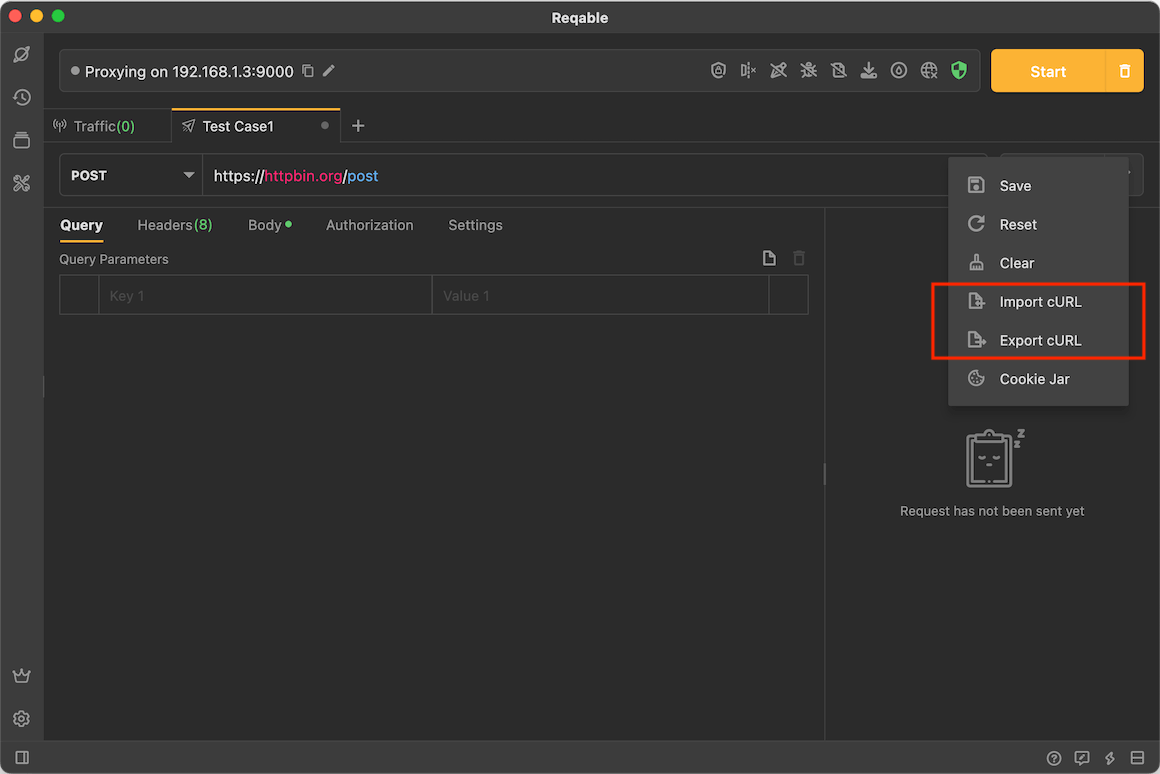 Reqable
Proxying on 192.168.1.3:9000
Start
Traffic(0)
Test Case1
POST
https://httpbin.org/post
Save
Reset
Clear
Import cURL
Export cURL
Cookie Jar
Query
Headers(8)
Body
Authorization
Settings
Query Parameters
Key 1
Value 1
z
z
Request has not been sent yet